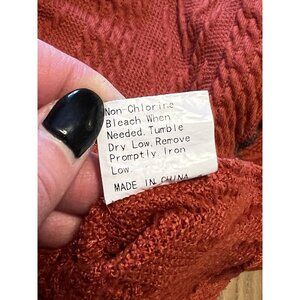 Non-Chlorine
Bleach When
Needed. Tumble
Dry Low. Remove
Promptly Iron
Low
MADE IN CHINA